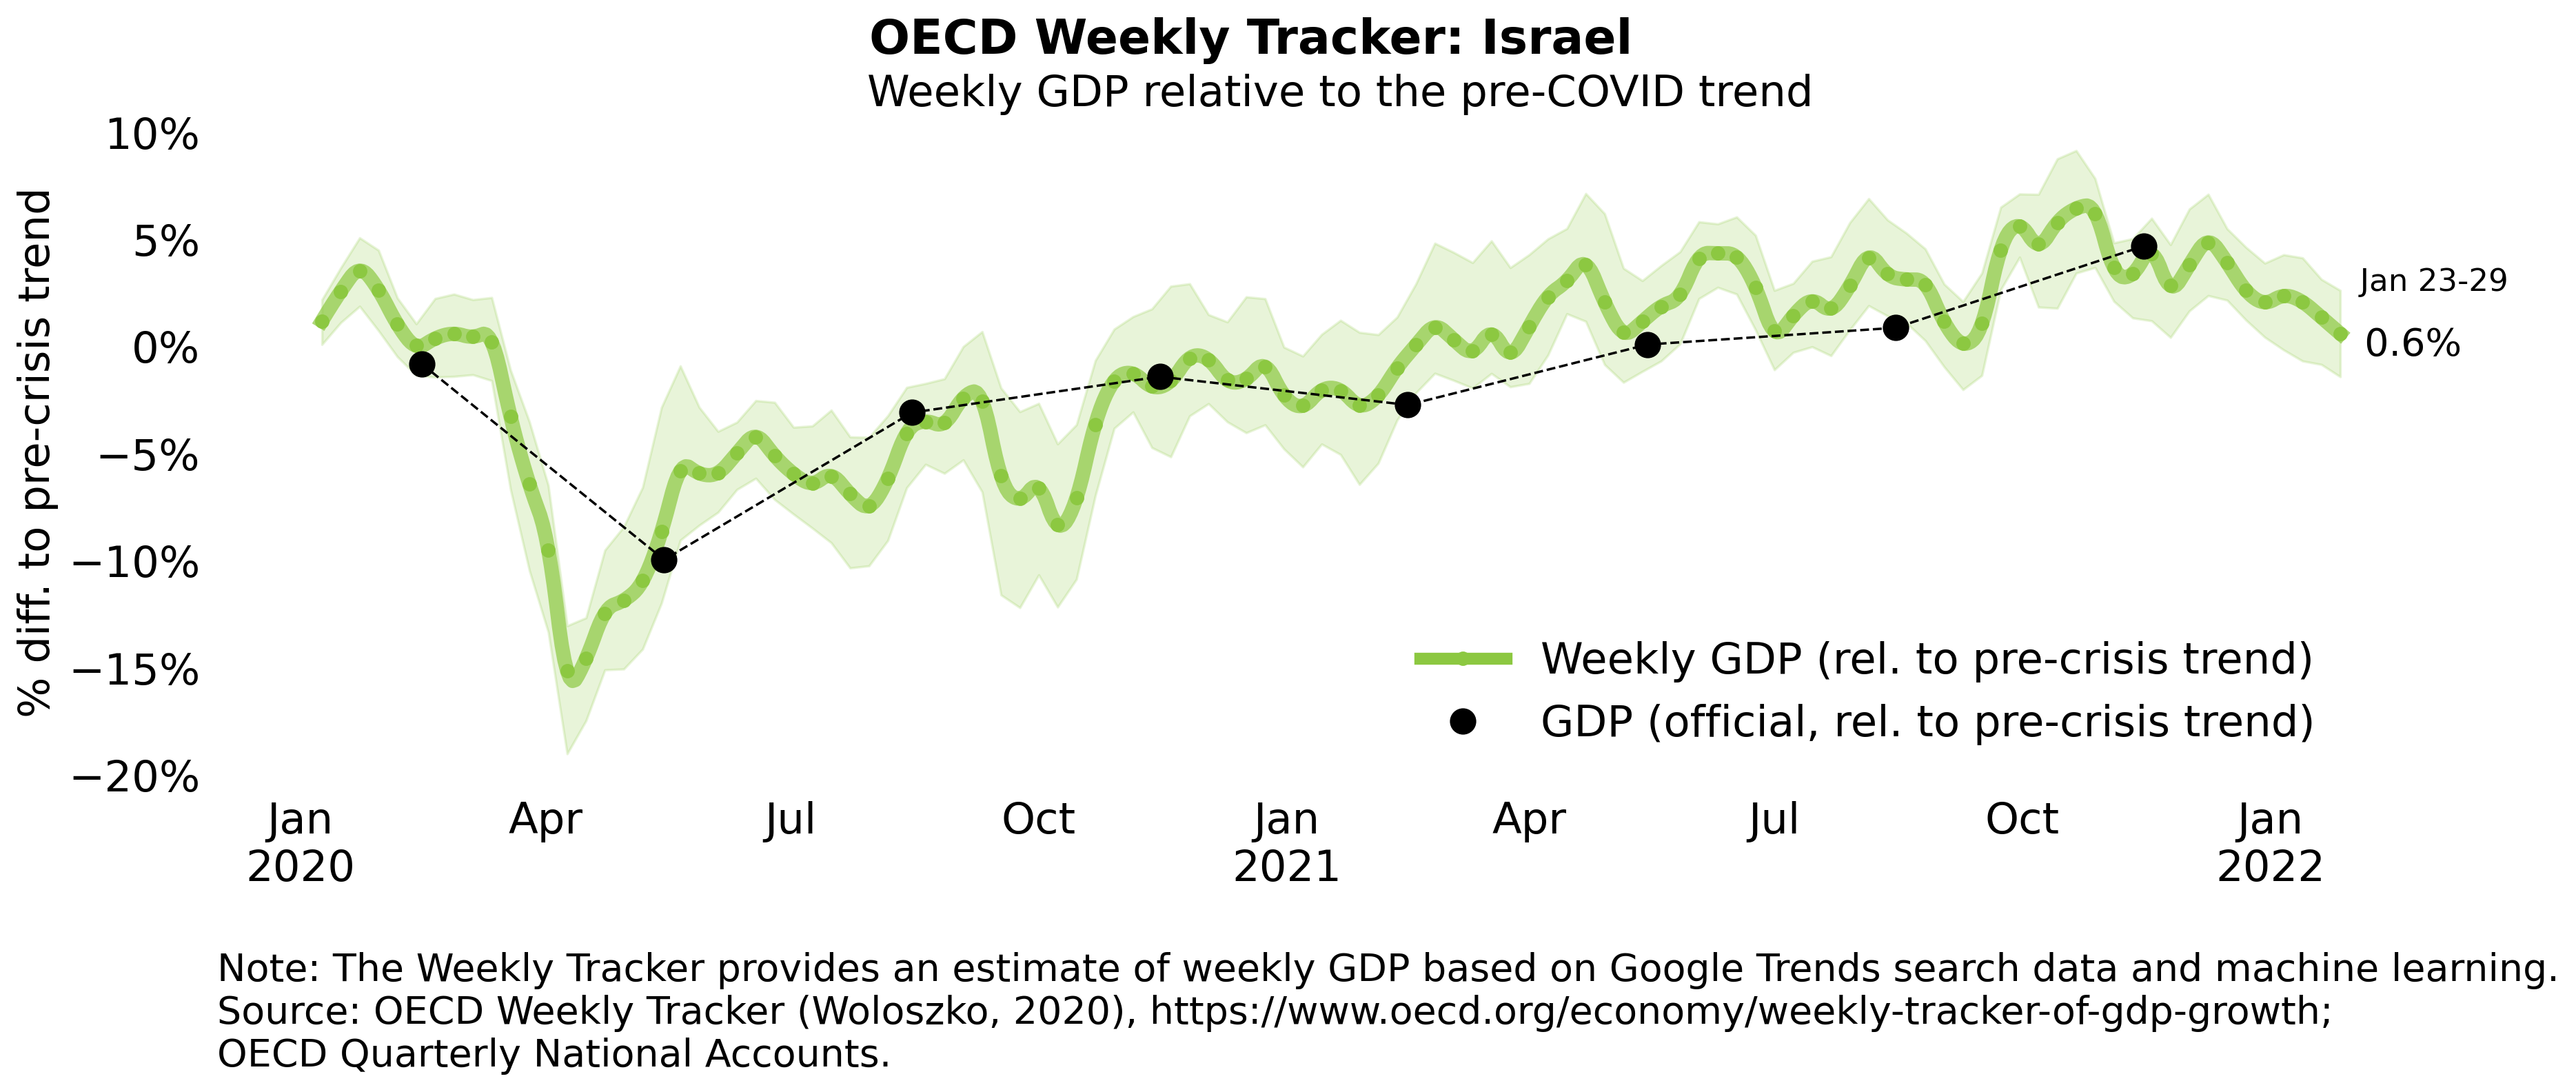 OECD Weekly Tracker: Israel
Weekly GDP relative to the pre-COVID trend
% diff. to pre-crisis trend
10%
5%
0%
−5%
−10%
−15%
−20%
Jan 23-29
0.6%
Weekly GDP (rel. to pre-crisis trend)
GDP (official, rel. to pre-crisis trend)
Jan Apr Jul Oct Jan Apr Jul Oct Jan
2020 2021 2022
Note: The Weekly Tracker provides an estimate of weekly GDP based on Google Trends search data and machine learning.
Source: OECD Weekly Tracker (Woloszko, 2020), https://www.oecd.org/economy/weekly-tracker-of-gdp-growth;
OECD Quarterly National Accounts.